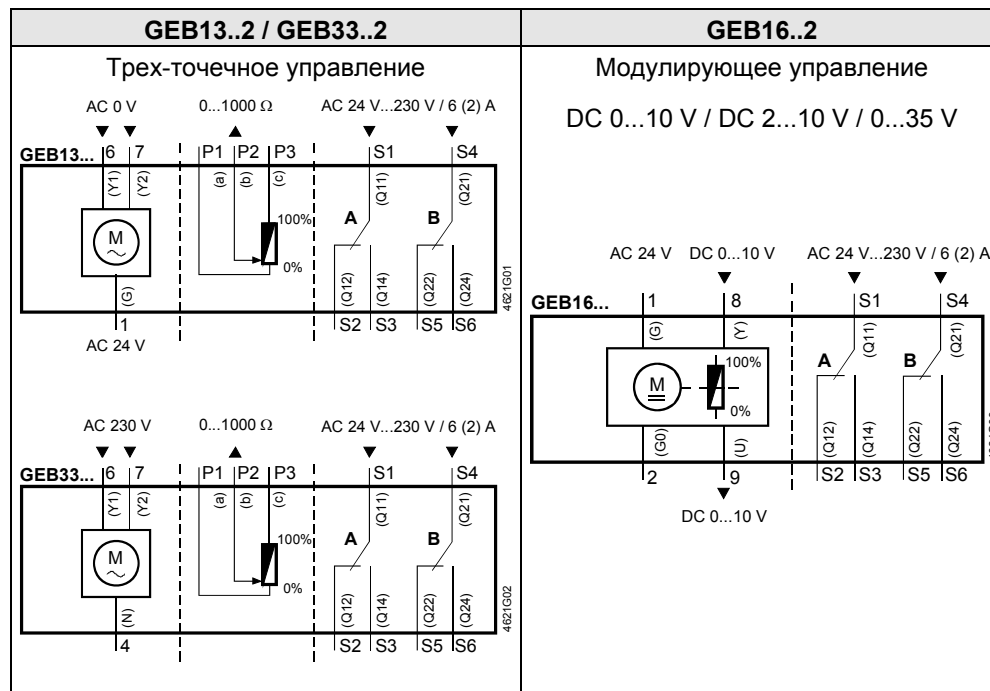 GEB13..2 / GEB33..2
GEB16..2
Трех-точечное управление
AC 0 V 0...1000 Ω AC 24 V...230 V / 6 (2) A
GEB13... 6 7 P1 P2 P3 S1 S4
(Y1) (Y2) (a) (b) (c) (Q11) (Q21)
M
A B
100%
0%
(G) (Q12) (Q14) (Q22) (Q24)
4621G01
1 S2 S3 S5 S6
AC 24 V
AC 230 V 0...1000 Ω AC 24 V...230 V / 6 (2) A
GEB33... 6 7 P1 P2 P3 S1 S4
(Y1) (Y2) (a) (b) (c) (Q11) (Q21)
M
A B
100%
0%
(N) (Q12) (Q14) (Q22) (Q24)
4621G02
4 S2 S3 S5 S6
Модулирующее управление
DC 0...10 V / DC 2...10 V / 0...35 V
AC 24 V DC 0...10 V AC 24 V...230 V / 6 (2) A
GEB16... 1 8 S1 S4
(G) (Y) (Q11) (Q21)
M
100%
0%
A B
(G0) (U) (Q12) (Q14) (Q22) (Q24)
2 9 S2 S3 S5 S6
DC 0...10 V